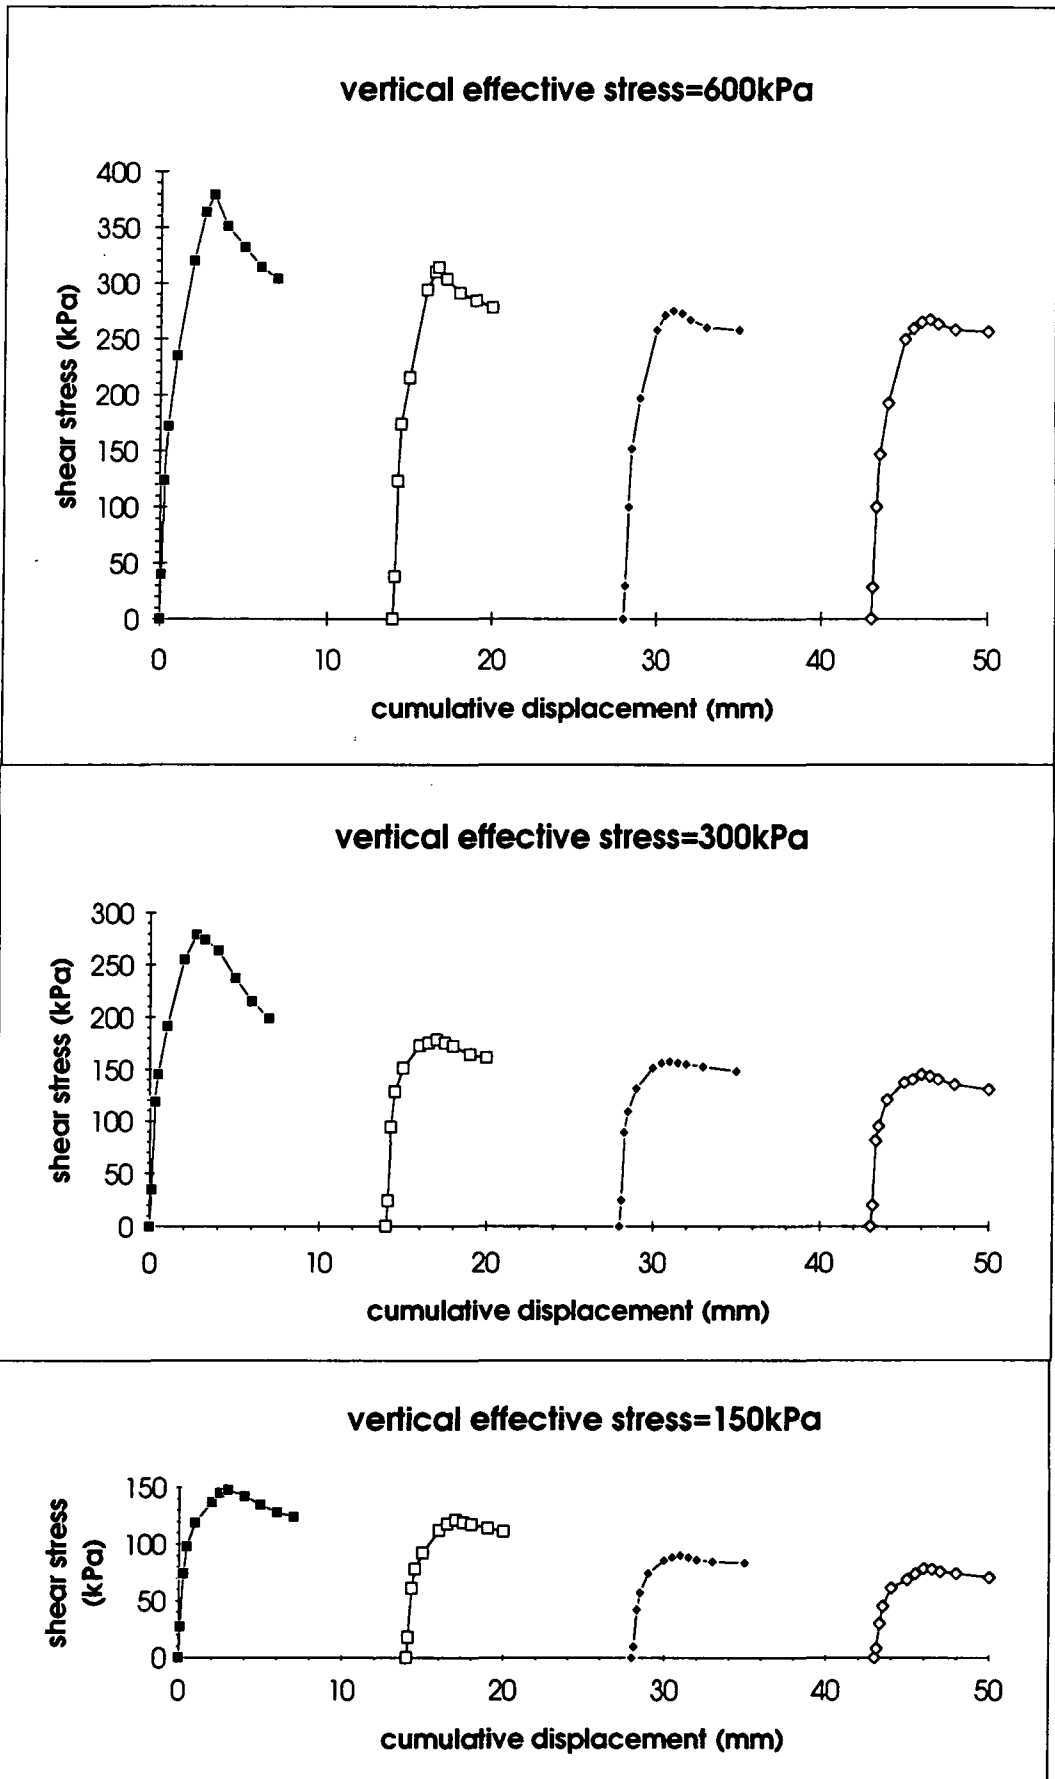 vertical effective stress=600kPa
400
350
300
250
200
150
100
50
0
shear stress (kPa)
0 10 20 30 40 50
cumulative displacement (mm)
vertical effective stress=300kPa
300
250
200
150
100
50
0
shear stress (kPa)
0 10 20 30 40 50
cumulative displacement (mm)
vertical effective stress=150kPa
150
100
50
0
shear stress
(kPa)
0 10 20 30 40 50
cumulative displacement (mm)